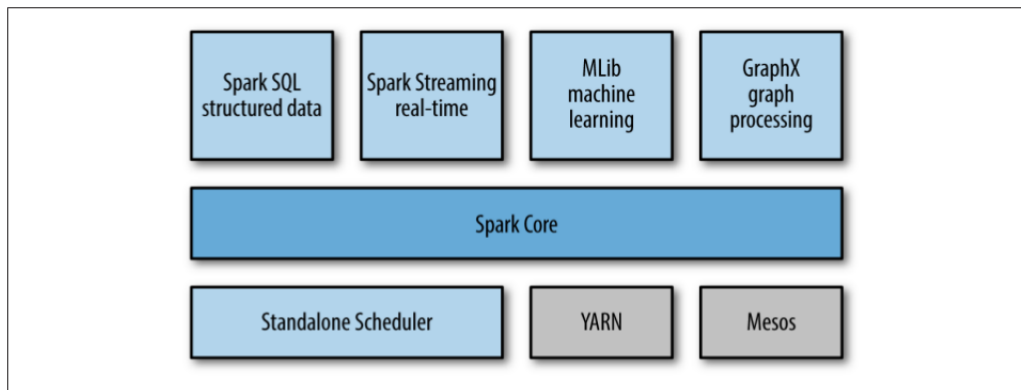 Spark SQL
structured data
Spark Streaming
real-time
MLib
machine
learning
GraphX
graph
processing
Spark Core
Standalone Scheduler
YARN
Mesos